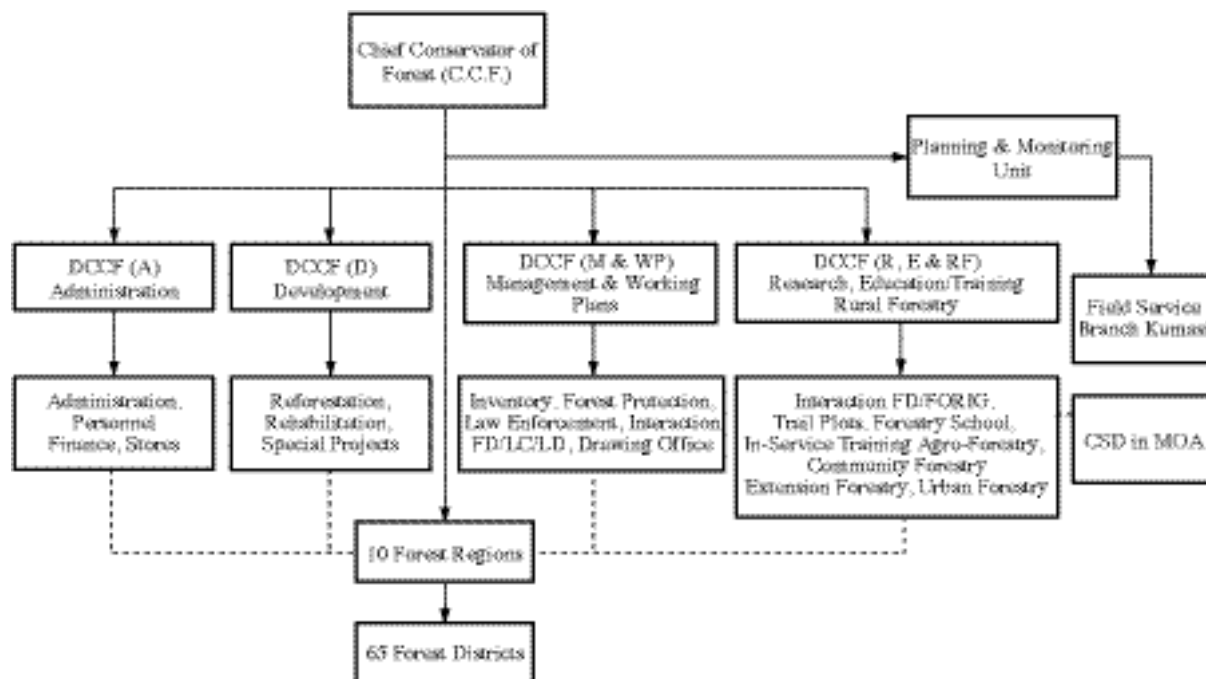 Chief Conservator of
Forest (C.C.F.)
Planning & Monitoring
Unit
DCCF (A)
Administration
DCCF (D)
Development
DCCF (M & WP)
Management & Working
Plans
DCCF (R, E & RF)
Research, Education/Training
Rural Forestry
Field Service
Branch Kumasi
Administration,
Personnel
Finance, Stores
Reforestation,
Rehabilitation,
Special Projects
Inventory, Forest Protection,
Law Enforcement, Interaction
FD/LC/LD, Drawing Office
Interaction FD/FORIG,
Trail Plots, Forestry School,
In-Service Training Agro-Forestry,
Community Forestry
Extension Forestry, Urban Forestry
CSD in MOA
10 Forest Regions
65 Forest Districts